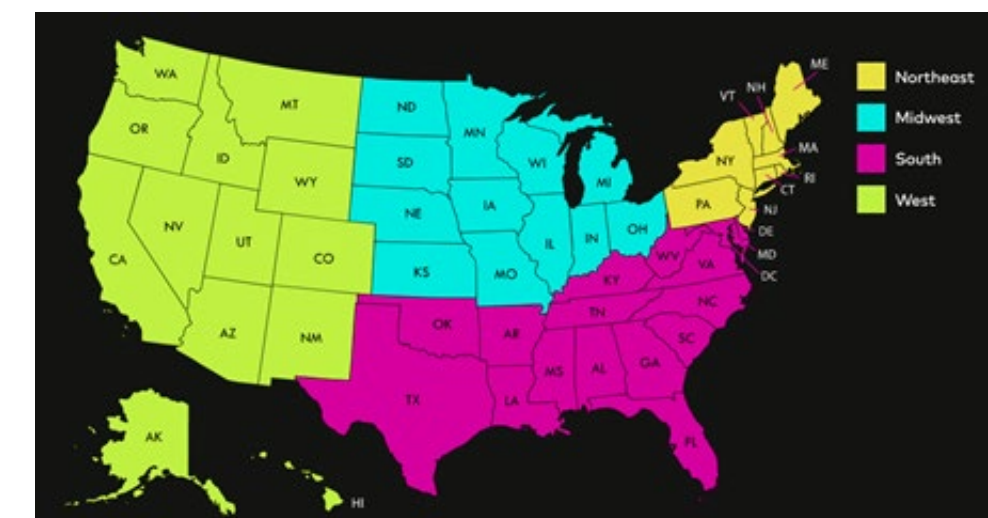 ME
WA
NH
VT
Northeast
MT
ND
OR
MN
Midwest
MA
ID
SD
WI
NY
South
RI
WY
MI
CT
West
IA
PA
NE
NJ
NV
OH
DE
UT
IL
IN
CO
WV
MD
CA
VA
KS
MO
DC
KY
NC
TN
OK
AZ
NM
AR
SC
MS
AL
GA
TX
LA
AK
FL
HI